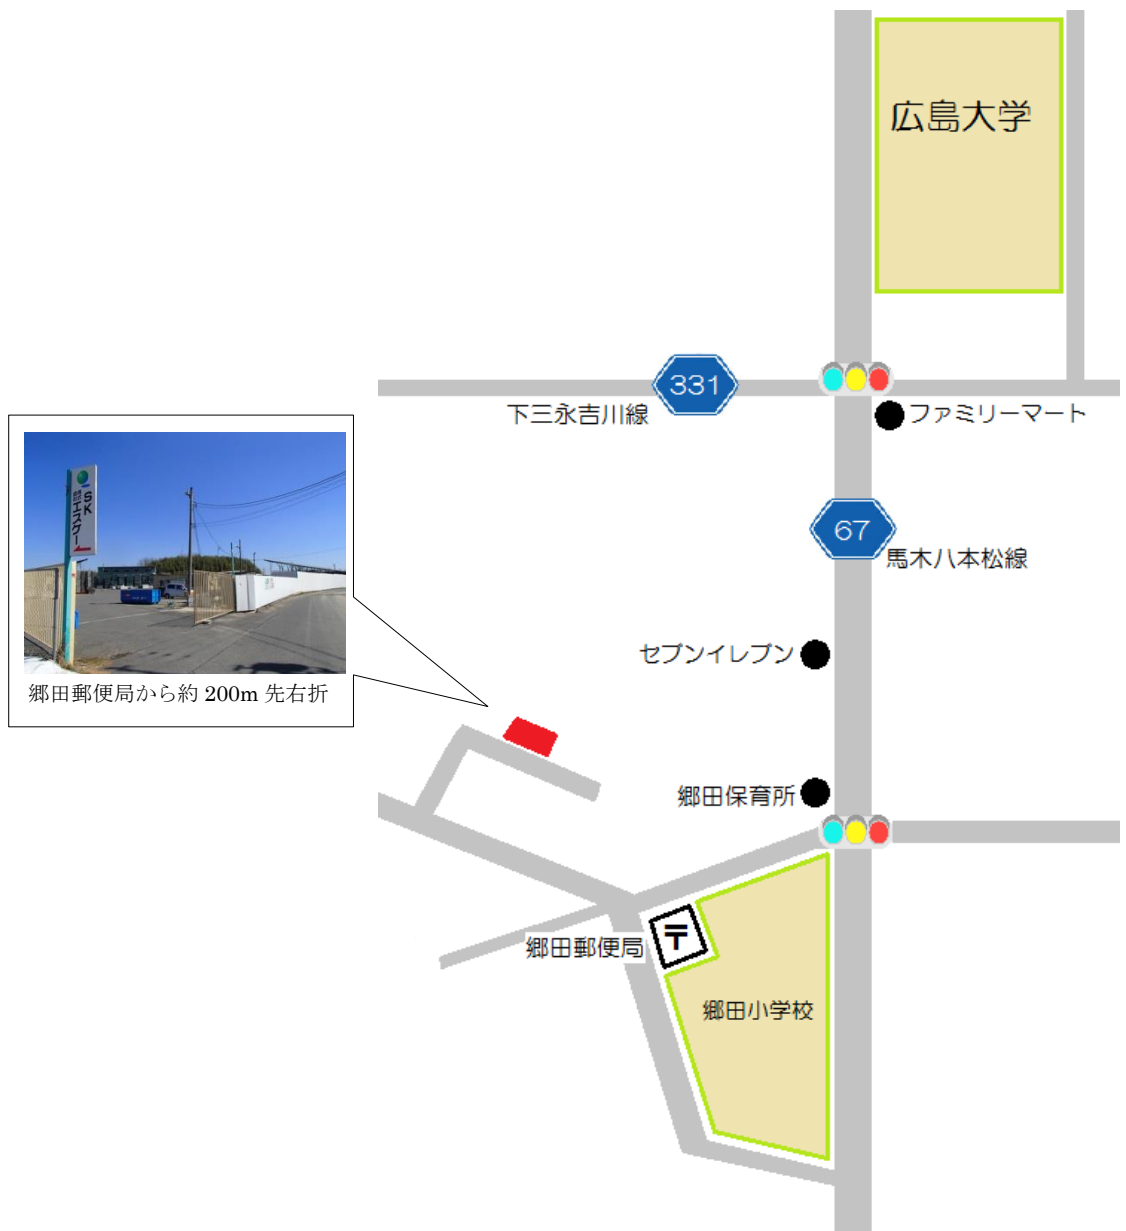 広島大学
331
下三永吉川線
ファミリーマート
67
馬木八本松線
SK
エスケー
郷田郵便局から約 200m 先右折
セブンイレブン
郷田保育所
郷田郵便局
〒
郷田小学校